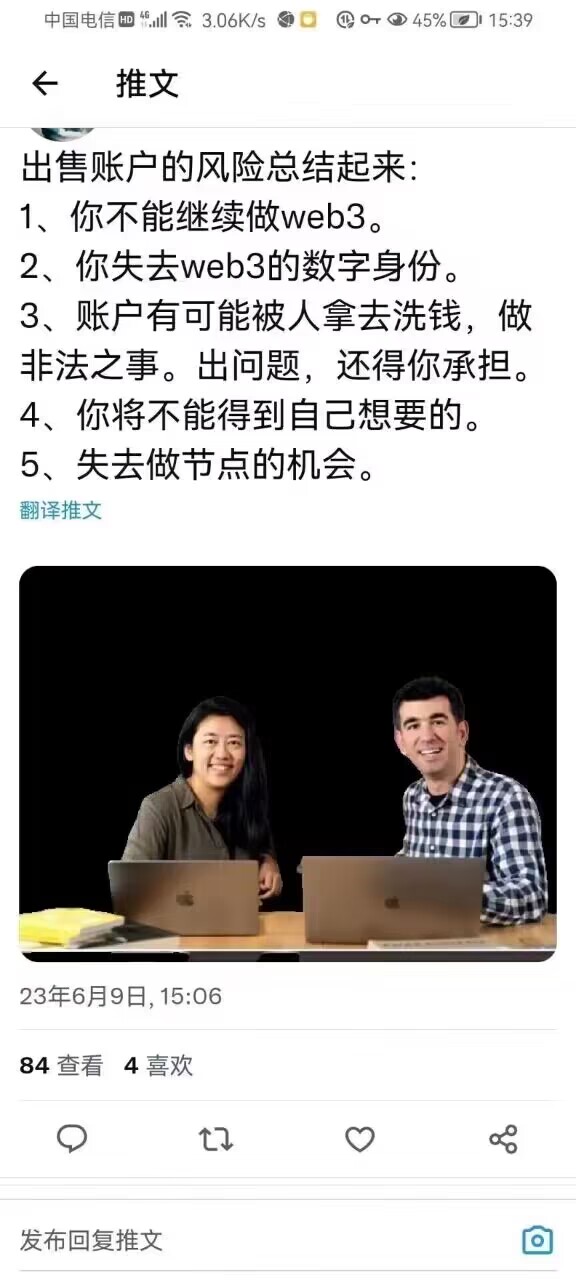 中国电信 HD 4G 3.06K/s 45% 15:39
推文
出售账户的风险总结起来：
1、你不能继续做web3。
2、你失去web3的数字身份。
3、账户有可能被人拿去洗钱，做
非法之事。出问题，还得你承担。
4、你将不能得到自己想要的。
5、失去做节点的机会。
翻译推文
23年6月9日, 15:06
84 查看 4 喜欢
发布回复推文